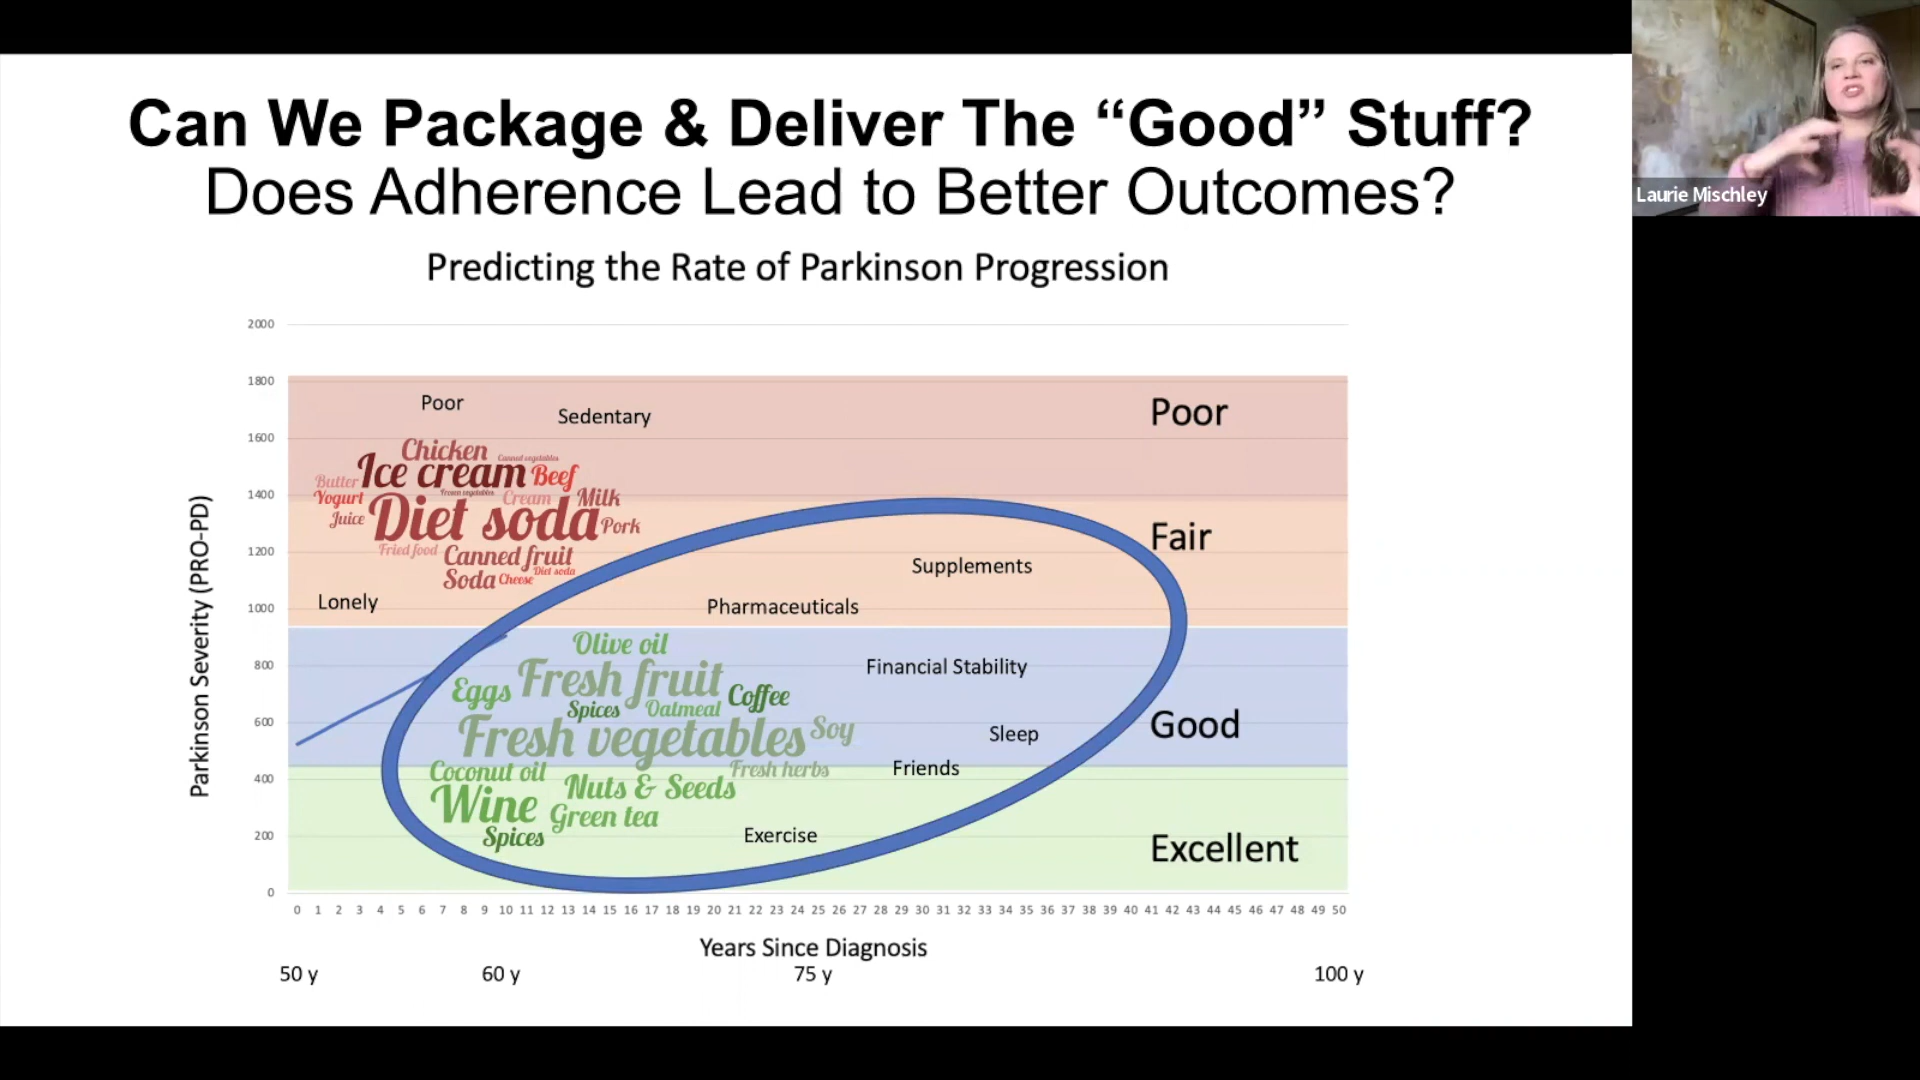 Can We Package & Deliver The “Good” Stuff?
Does Adherence Lead to Better Outcomes?
Laurie Mischley
Predicting the Rate of Parkinson Progression
Parkinson Severity (PRO-PD)
2000
1800
1600
1400
1200
1000
800
600
400
200
0
Poor
Sedentary
Poor
Chicken
Canned vegetables
Ice cream
Beef
Butter
Yogurt
Frozen vegetables
Cream
Milk
Juice
Diet soda
Pork
Fried food
Canned fruit
Soda
Cheese
Diet soda
Lonely
Fair
Supplements
Pharmaceuticals
Olive oil
Fresh fruit
Eggs
Coffee
Spices
Oatmeal
Fresh vegetables
Soy
Financial Stability
Sleep
Good
Friends
Coconut oil
Fresh herbs
Nuts & Seeds
Wine
Green tea
Spices
Exercise
Excellent
0 1 2 3 4 5 6 7 8 9 10 11 12 13 14 15 16 17 18 19 20 21 22 23 24 25 26 27 28 29 30 31 32 33 34 35 36 37 38 39 40 41 42 43 44 45 46 47 48 49 50
Years Since Diagnosis
50 y 60 y 75 y 100 y